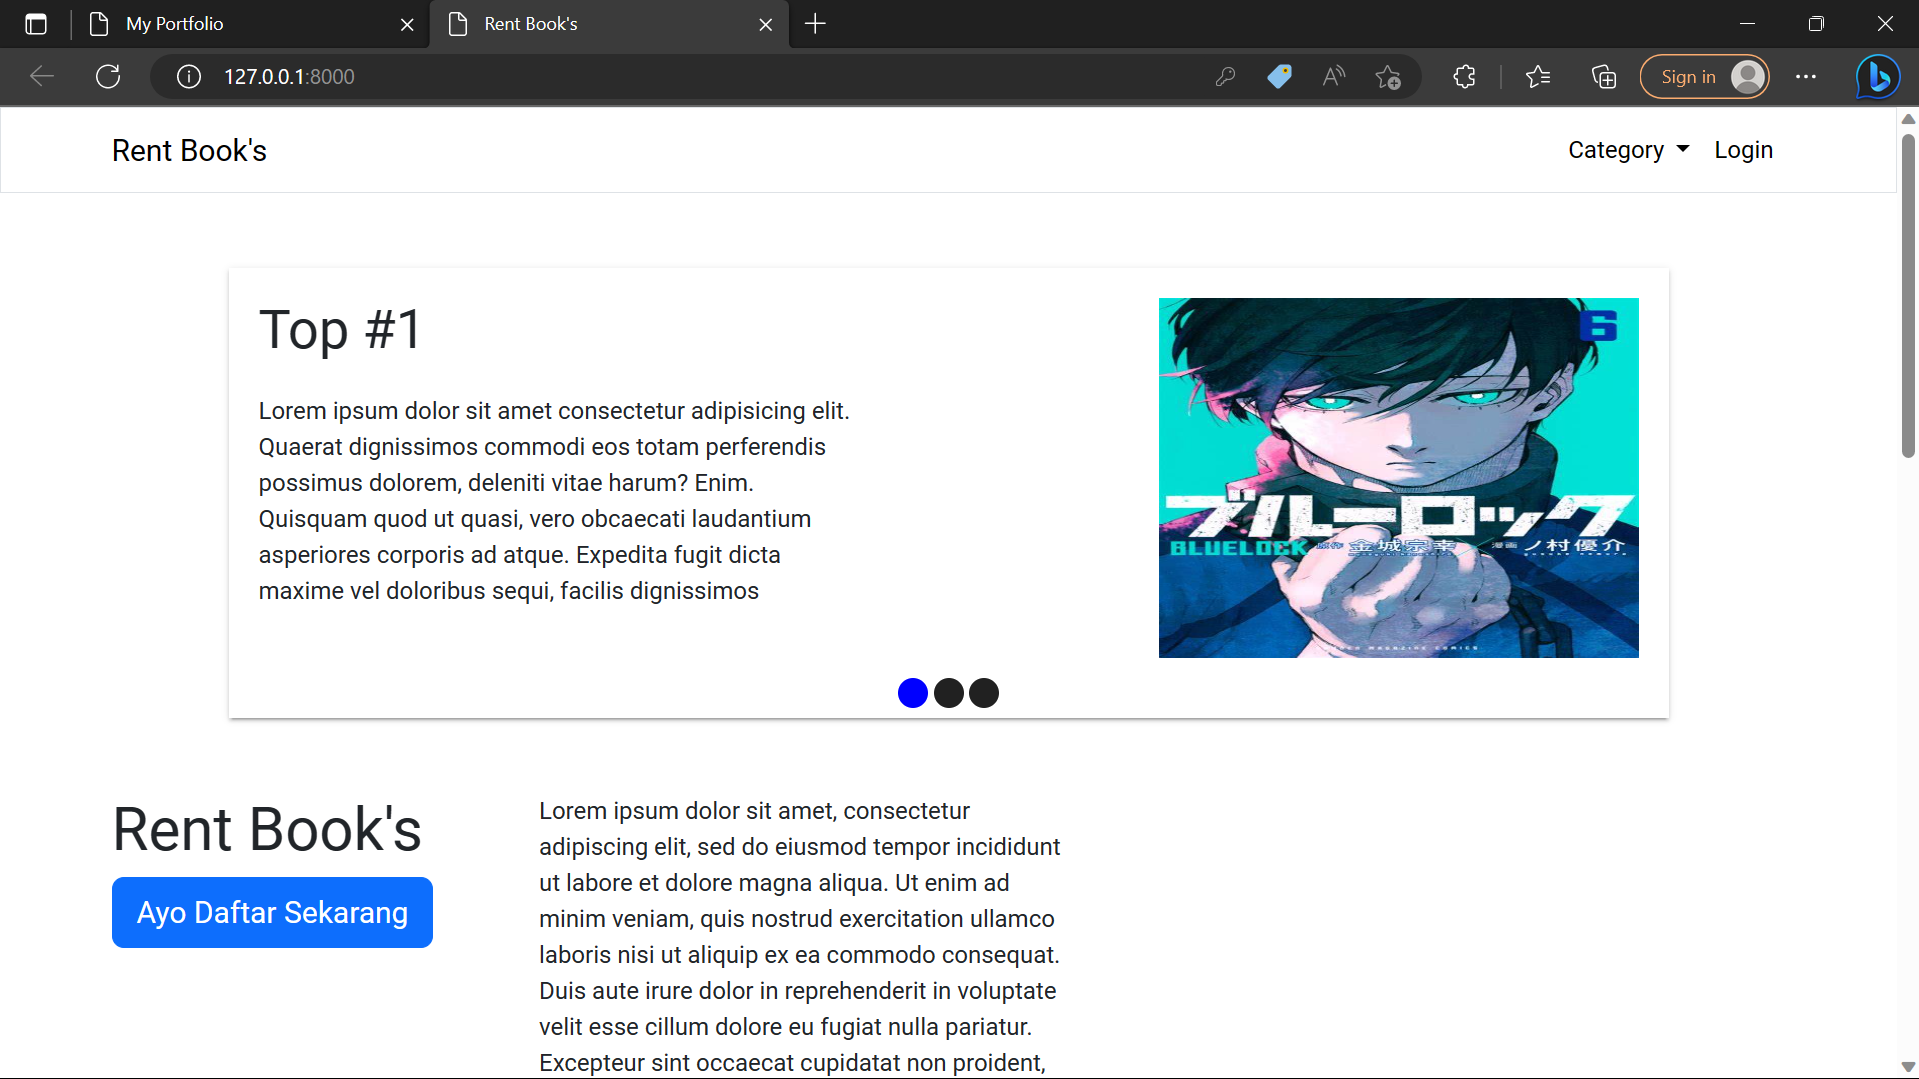 My Portfolio
Rent Book's
127.0.0.1:8000
Sign in
Rent Book's
Category
Login
Top #1
Lorem ipsum dolor sit amet consectetur adipisicing elit.
Quaerat dignissimos commodi eos totam perferendis
possimus dolorem, deleniti vitae harum? Enim.
Quisquam quod ut quasi, vero obcaecati laudantium
asperiores corporis ad atque. Expedita fugit dicta
maxime vel doloribus sequi, facilis dignissimos
6
ブルーロック
BLUELOCK 原作 金城宗幸 漫画 ノ村優介
Rent Book's
Ayo Daftar Sekarang
Lorem ipsum dolor sit amet, consectetur
adipiscing elit, sed do eiusmod tempor incididunt
ut labore et dolore magna aliqua. Ut enim ad
minim veniam, quis nostrud exercitation ullamco
laboris nisi ut aliquip ex ea commodo consequat.
Duis aute irure dolor in reprehenderit in voluptate
velit esse cillum dolore eu fugiat nulla pariatur.
Excepteur sint occaecat cupidatat non proident,